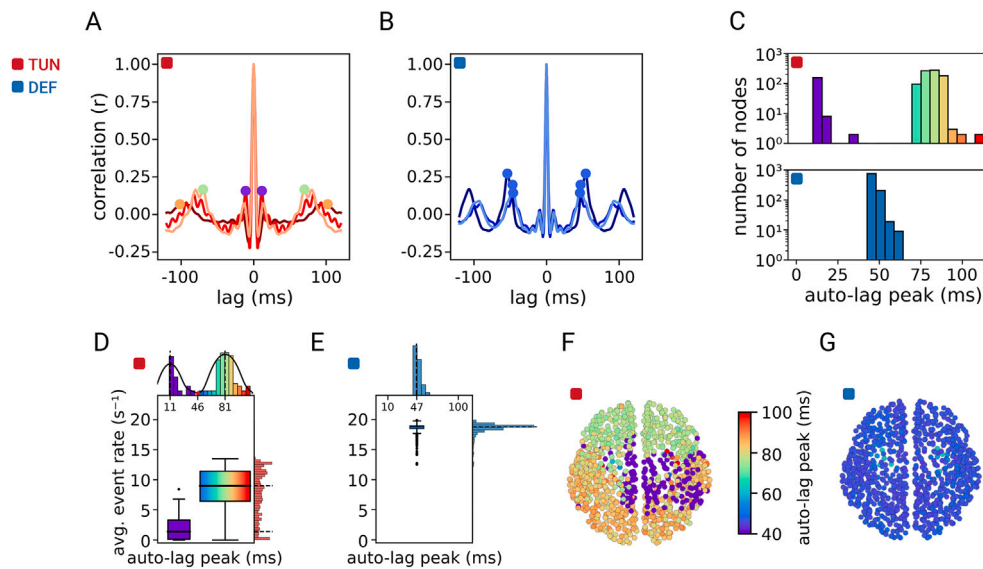 A
B
C
TUN
DEF
1.00
0.75
0.50
0.25
0.00
-0.25
correlation (r)
-100 0 100
lag (ms)
1.00
0.75
0.50
0.25
0.00
-0.25
-100 0 100
lag (ms)
10³
10²
10¹
10⁰
10³
10²
10¹
10⁰
number of nodes
0 25 50 75 100
auto-lag peak (ms)
D
E
F
G
11 46 81
20
15
10
5
0
avg. event rate (s⁻¹)
auto-lag peak (ms)
10 47 100
20
15
10
5
0
auto-lag peak (ms)
100
80
60
40
auto-lag peak (ms)